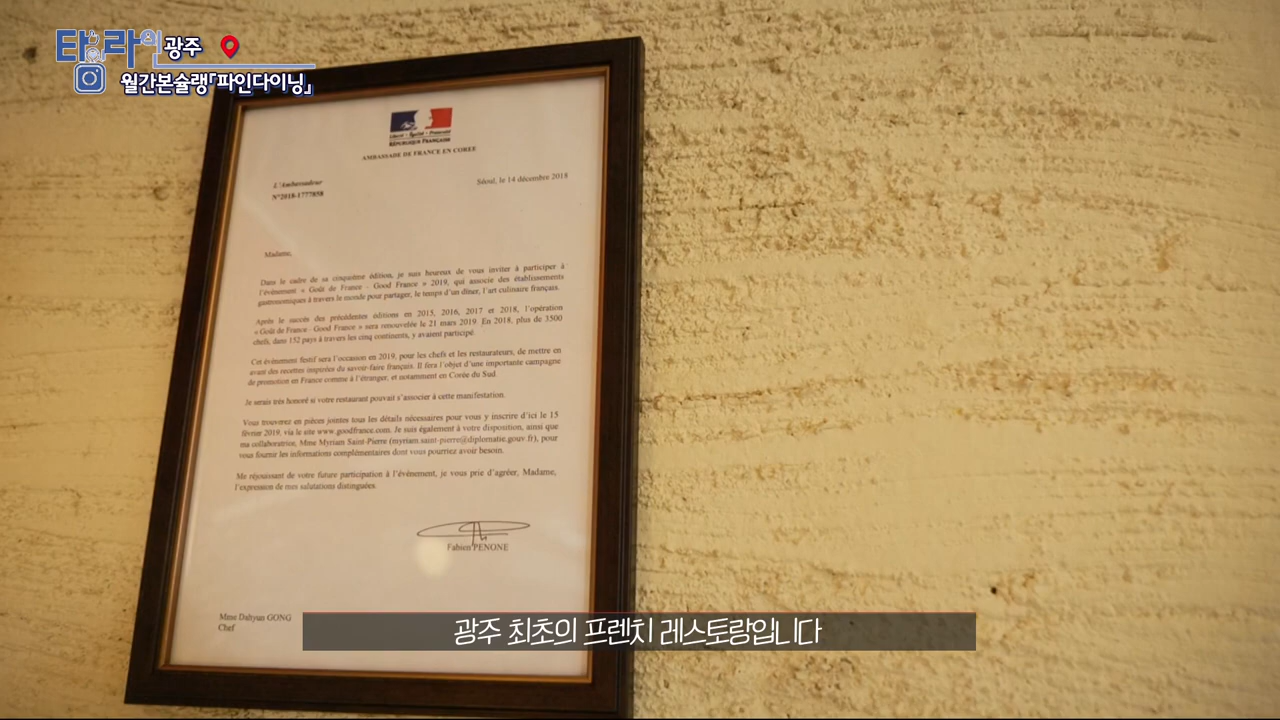 타라의 광주
월간본슐랭「파인다이닝」
Liberté • Égalité • Fraternité
RÉPUBLIQUE FRANÇAISE
AMBASSADE DE FRANCE EN CORÉE
L'Ambassadeur
Séoul, le 14 décembre 2018
N°2018-1777858
Madame,
Dans le cadre de sa cinquième édition, je suis heureux de vous inviter à participer à
l'événement « Goût de France - Good France » 2019, qui associe des établissements
gastronomiques à travers le monde pour partager, le temps d'un dîner, l'art culinaire français.
Après le succès des précédentes éditions en 2015, 2016, 2017 et 2018, l'opération
« Goût de France - Good France » sera renouvelée le 21 mars 2019. En 2018, plus de 3500
chefs, dans 152 pays à travers les cinq continents, y avaient participé.
Cet événement festif sera l'occasion en 2019, pour les chefs et les restaurateurs, de mettre en
avant des recettes inspirées du savoir-faire français. Il fera l'objet d'une importante campagne
de promotion en France comme à l'étranger, et notamment en Corée du Sud.
Je serais très honoré si votre restaurant pouvait s'associer à cette manifestation.
Vous trouverez en pièces jointes tous les détails nécessaires pour vous y inscrire d'ici le 15
février 2019, via le site www.goodfrance.com. Je suis également à votre disposition, ainsi que
ma collaboratrice, Mme Myriam Saint-Pierre (myriam.saint-pierre@diplomatie.gouv.fr), pour
vous fournir les informations complémentaires dont vous pourriez avoir besoin.
Me réjouissant de votre future participation à l'événement, je vous prie d'agréer, Madame,
l'expression de mes salutations distinguées.
Fabien PENONE
Mme Dahyun GONG
Chef
광주 최초의 프렌치 레스토랑입니다